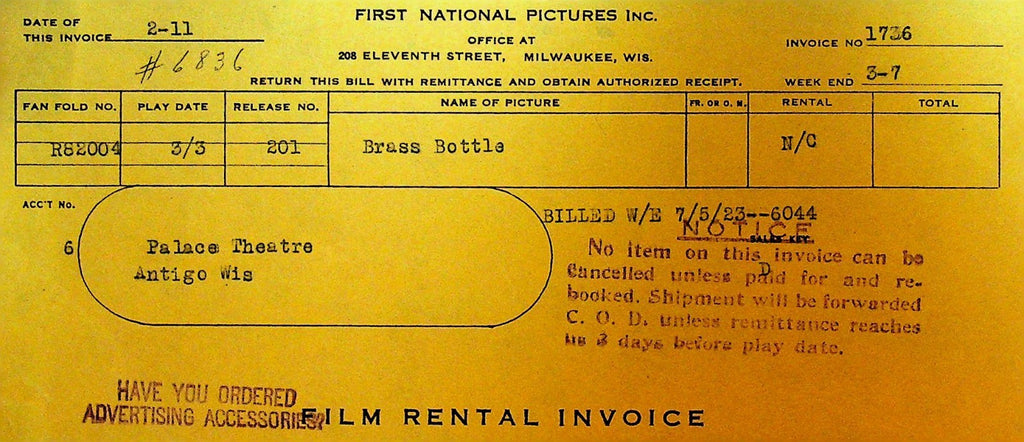 DATE OF
THIS INVOICE 2-11
#6836
FIRST NATIONAL PICTURES INC.
OFFICE AT
208 ELEVENTH STREET, MILWAUKEE, WIS.
RETURN THIS BILL WITH REMITTANCE AND OBTAIN AUTHORIZED RECEIPT.
INVOICE NO 1736
WEEK END 3-7
FAN FOLD NO. PLAY DATE RELEASE NO. NAME OF PICTURE FR. OR O. N. RENTAL TOTAL
R62004 3/3 201 Brass Bottle N/C
ACC'T No.
6
Palace Theatre
Antigo Wis
BILLED W/E 7/5/23--6044
NOTICE
SALES KEY
No item on this invoice can be
cancelled unless paid for and re-
booked. Shipment will be forwarded
C. O. D. unless remittance reaches
us 3 days before play date.
D
HAVE YOU ORDERED
ADVERTISING ACCESSORIES?
FILM RENTAL INVOICE